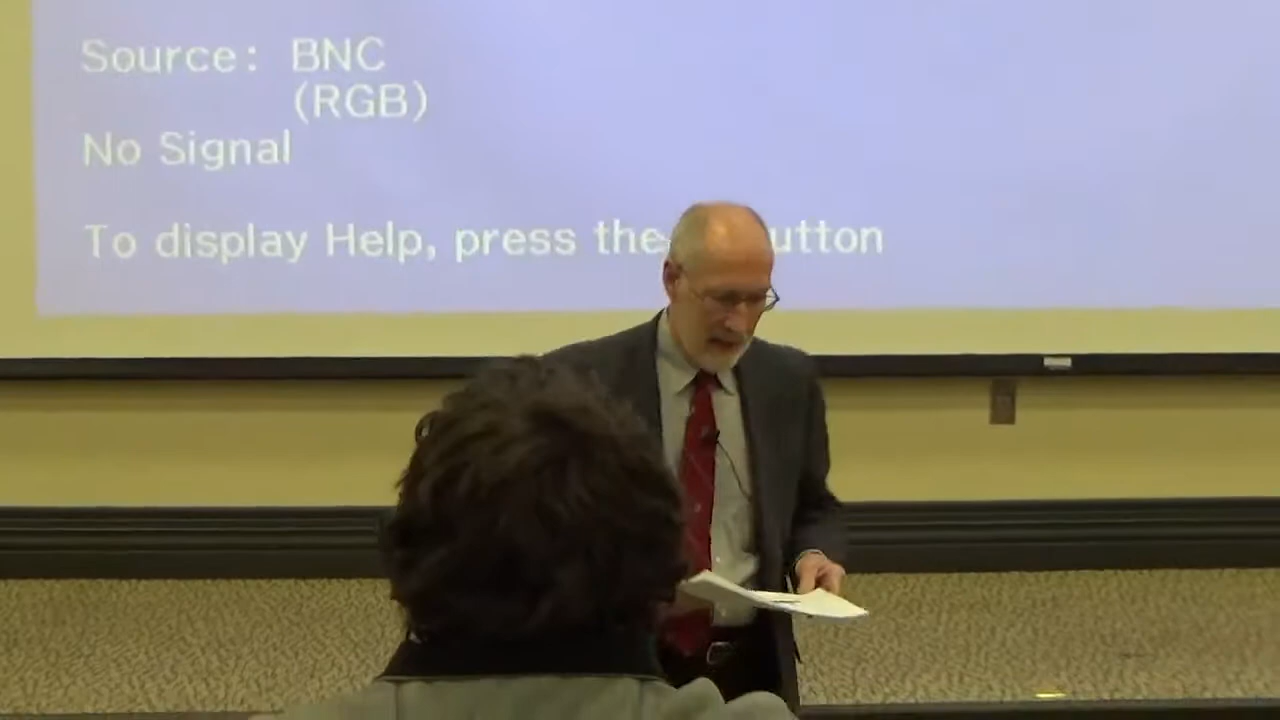 Source: BNC
(RGB)
No Signal
To display Help, press the utton